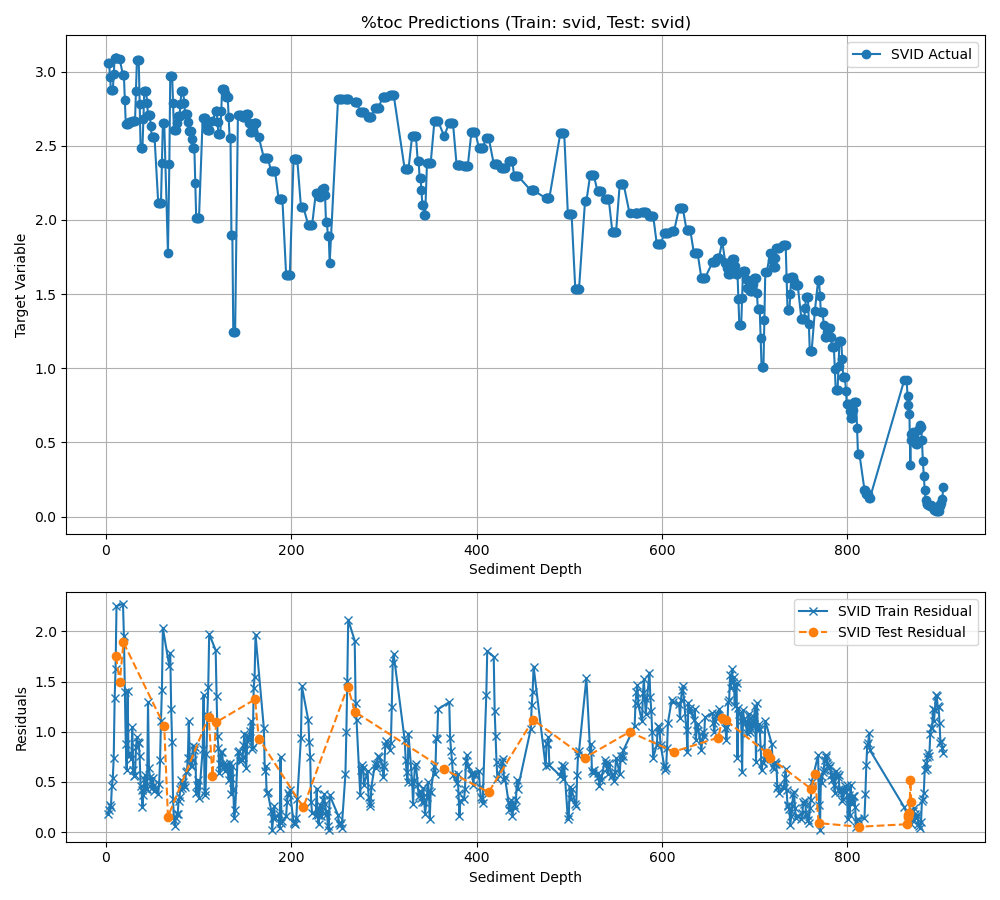 %toc Predictions (Train: svid, Test: svid)
SVID Actual
Target Variable
3.0
2.5
2.0
1.5
1.0
0.5
0.0
0 200 400 600 800
Sediment Depth
SVID Train Residual
SVID Test Residual
Residuals
2.0
1.5
1.0
0.5
0.0
0 200 400 600 800
Sediment Depth